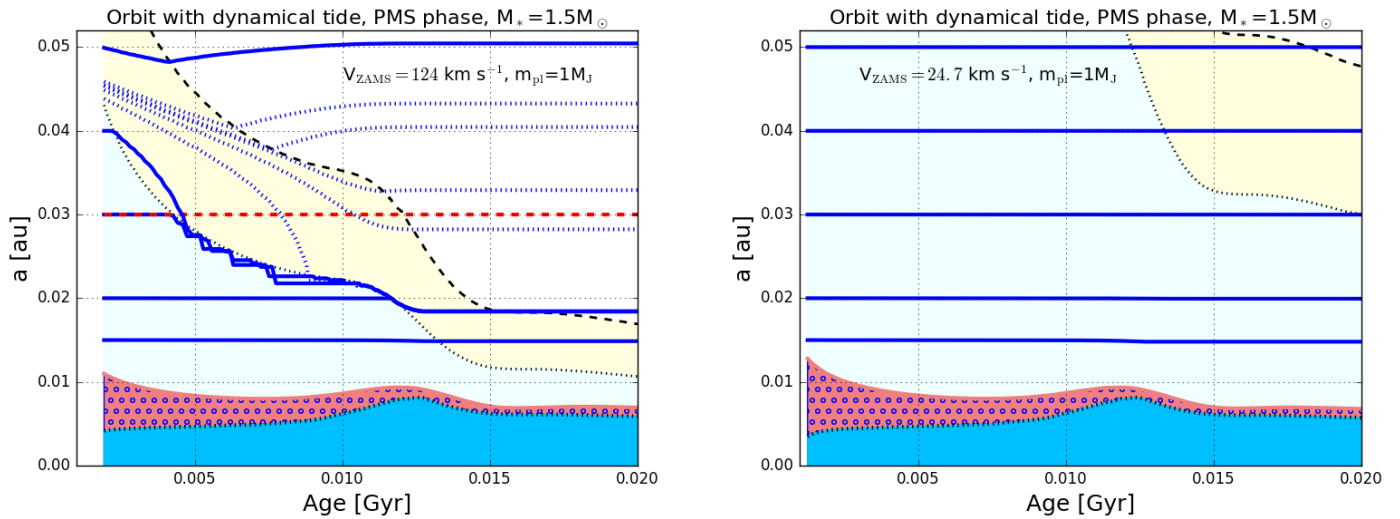 Orbit with dynamical tide, PMS phase, M*=1.5M☉
V_ZAMS = 124 km s⁻¹, m_pl=1M_J
a [au]
0.05
0.04
0.03
0.02
0.01
0.00
0.005
0.010
0.015
0.020
Age [Gyr]
Orbit with dynamical tide, PMS phase, M*=1.5M☉
V_ZAMS = 24.7 km s⁻¹, m_pl=1M_J
a [au]
0.05
0.04
0.03
0.02
0.01
0.00
0.005
0.010
0.015
0.020
Age [Gyr]